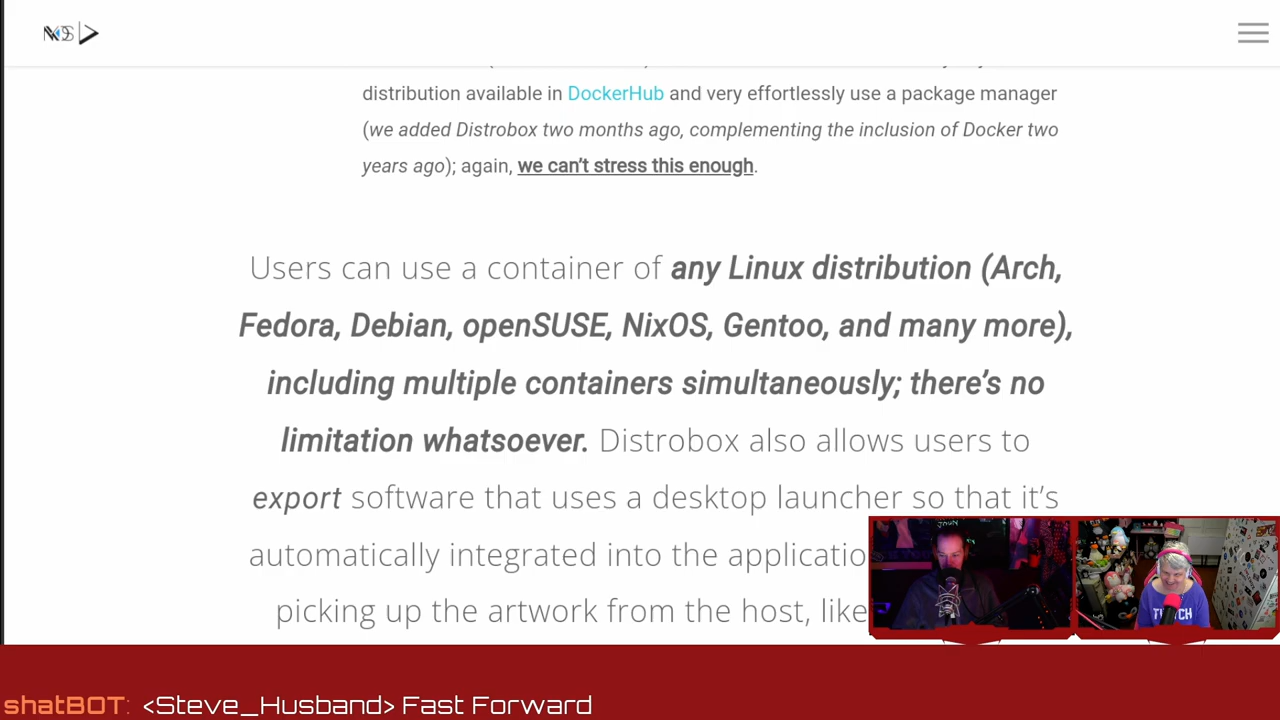 distribution available in DockerHub and very effortlessly use a package manager
(we added Distrobox two months ago, complementing the inclusion of Docker two
years ago); again, we can’t stress this enough.
Users can use a container of any Linux distribution (Arch,
Fedora, Debian, openSUSE, NixOS, Gentoo, and many more),
including multiple containers simultaneously; there’s no
limitation whatsoever. Distrobox also allows users to
export software that uses a desktop launcher so that it’s
automatically integrated into the
picking up the artwork from the host, like
shatBOT: <Steve_Husband> Fast Forward